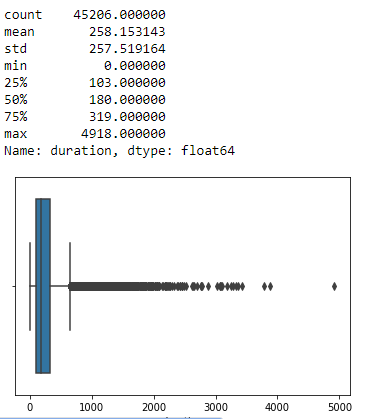 count    45206.000000
mean       258.153143
std        257.519164
min          0.000000
25%        103.000000
50%        180.000000
75%        319.000000
max       4918.000000
Name: duration, dtype: float64
0 1000 2000 3000 4000 5000